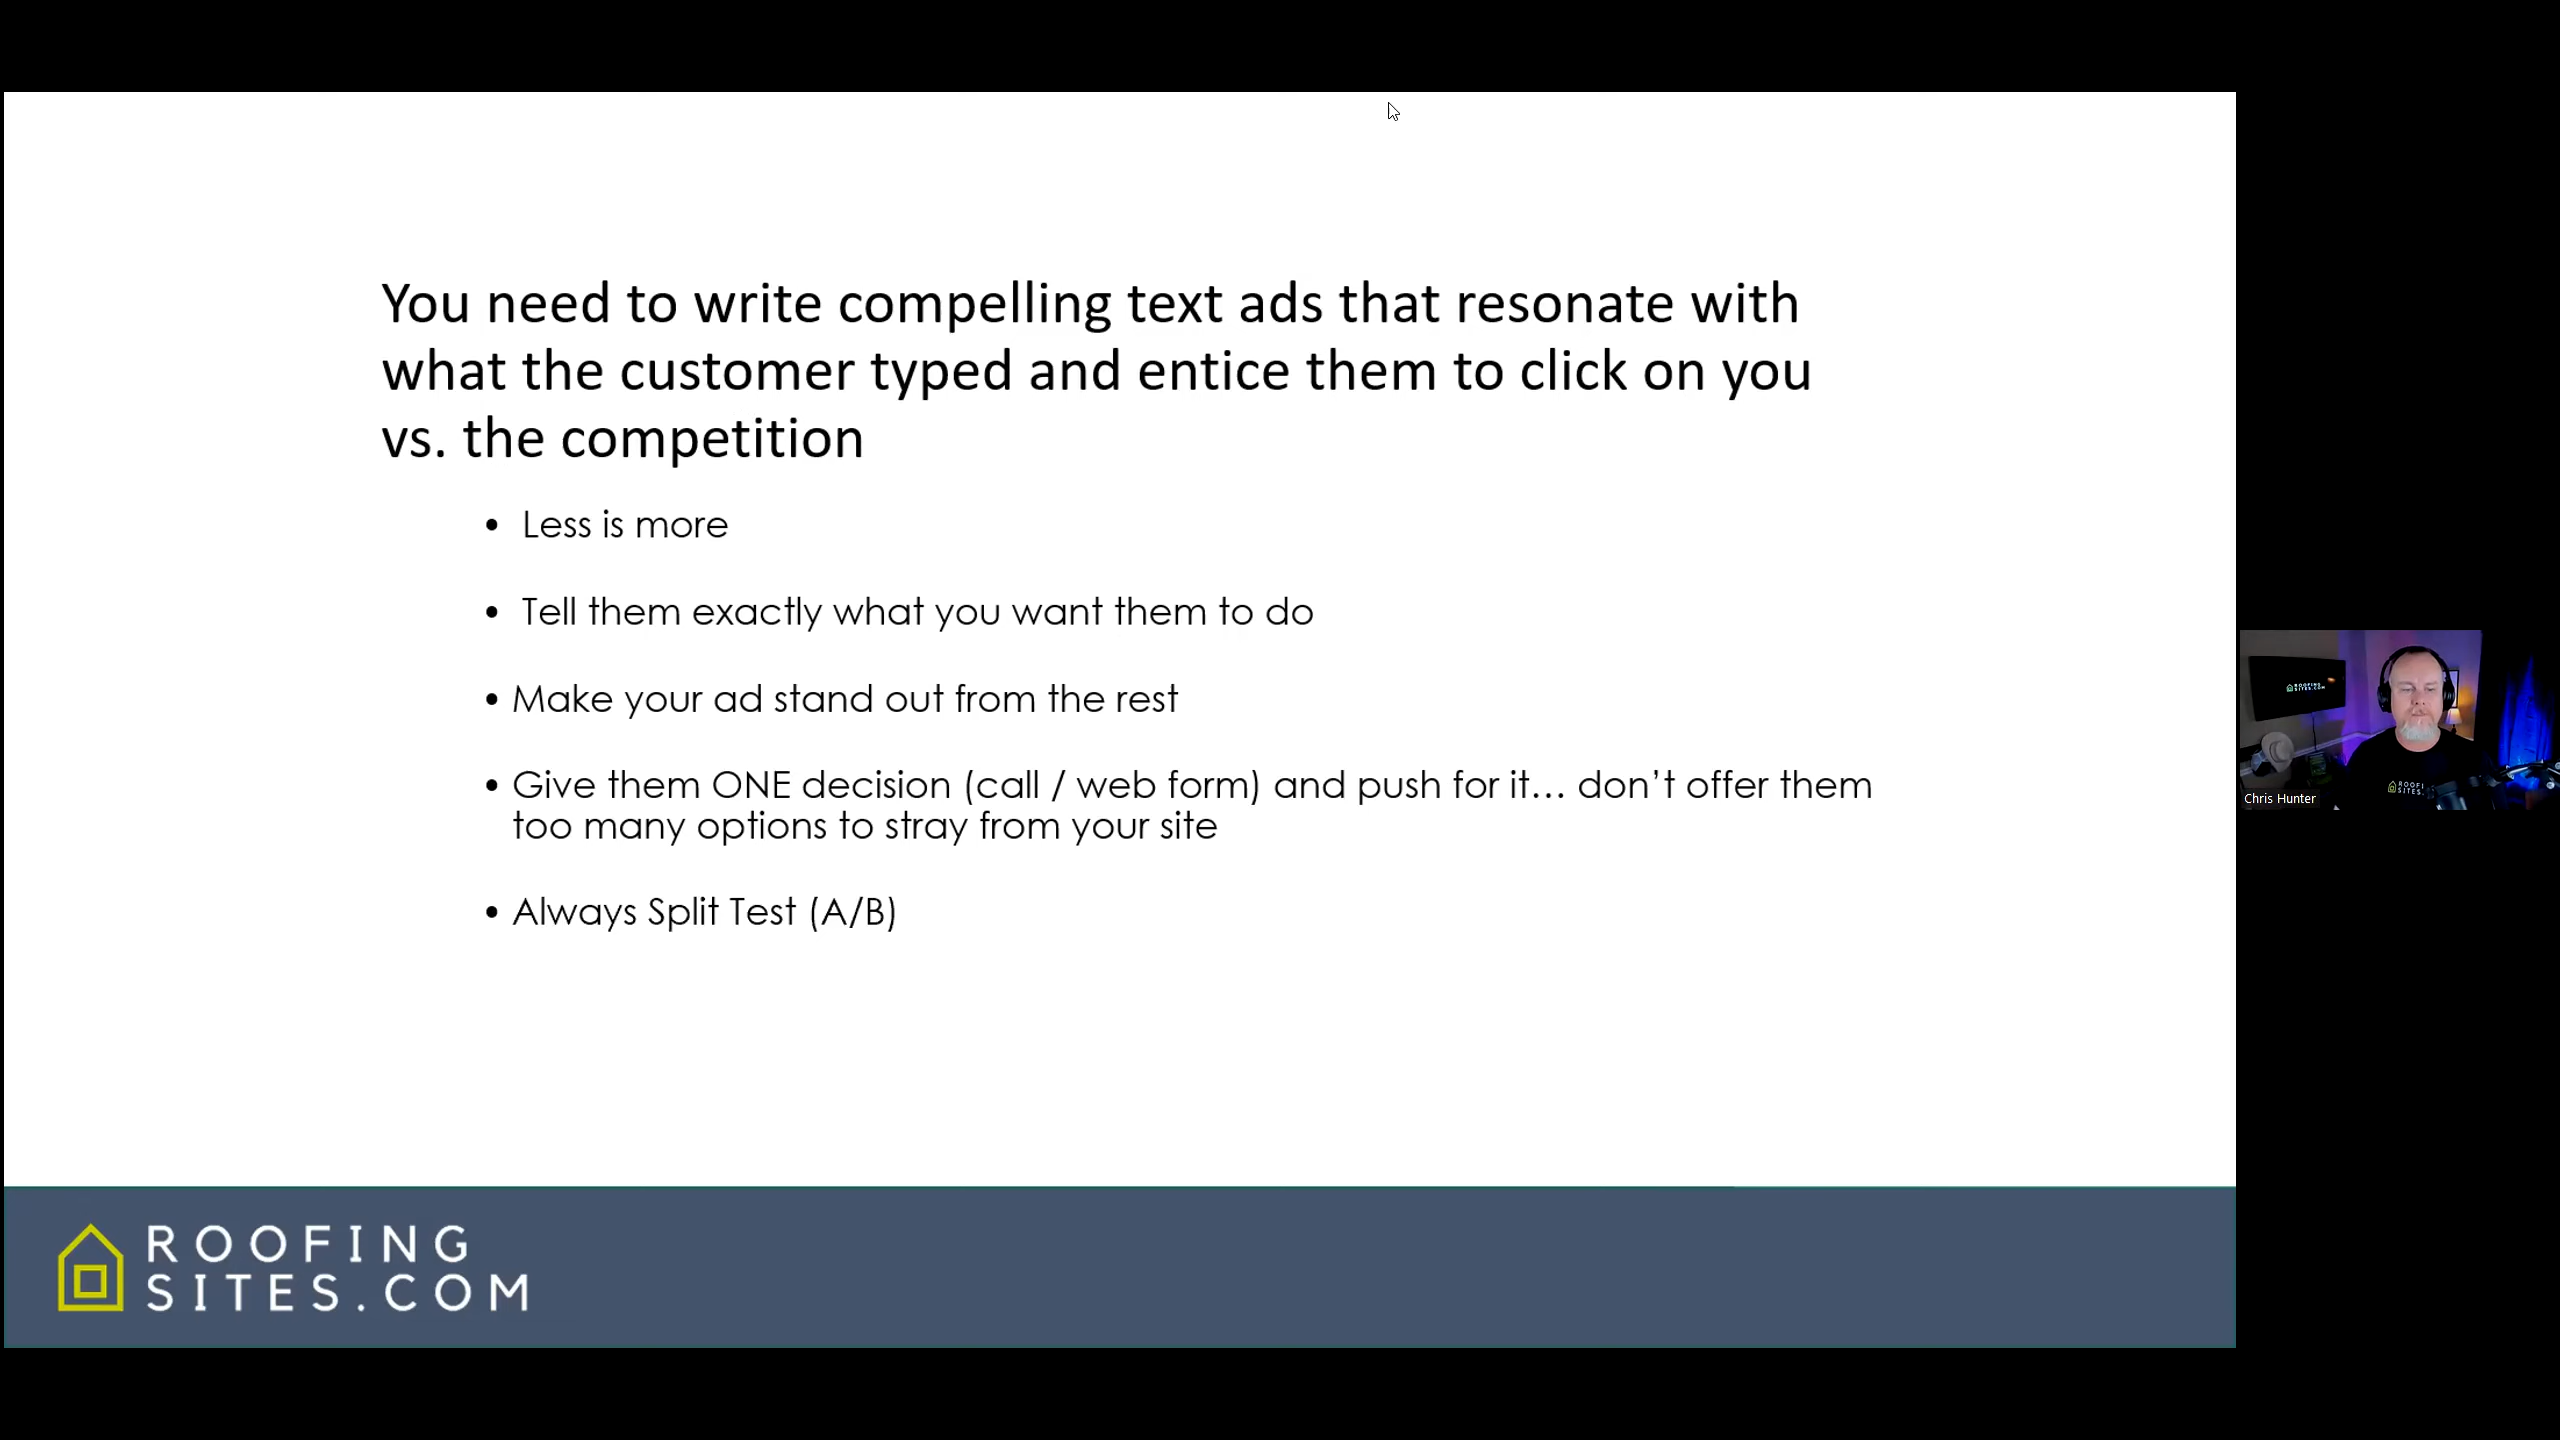 You need to write compelling text ads that resonate with
what the customer typed and entice them to click on you
vs. the competition
• Less is more
• Tell them exactly what you want them to do
• Make your ad stand out from the rest
• Give them ONE decision (call / web form) and push for it… don’t offer them
too many options to stray from your site
• Always Split Test (A/B)
ROOFING
SITES.COM
ROOFING
SITES.COM
Chris Hunter